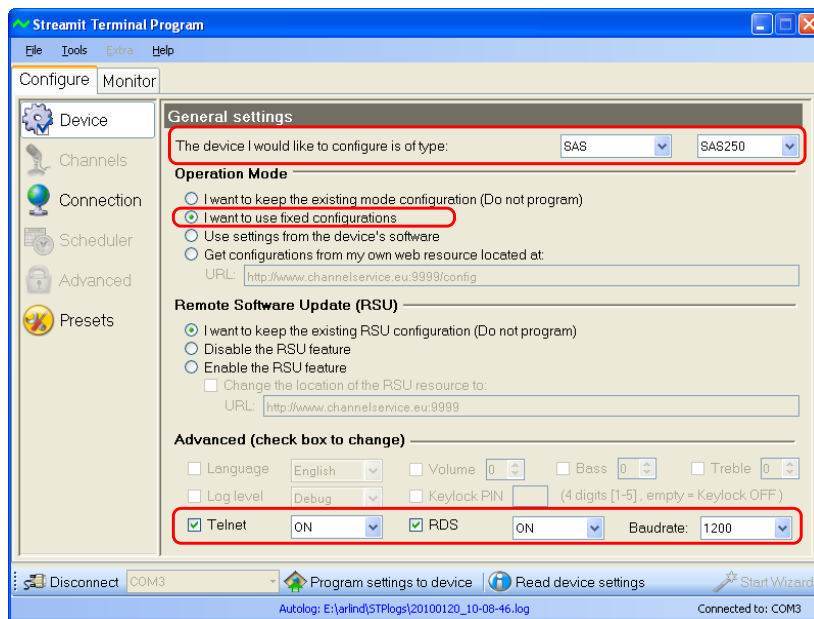 Streamit Terminal Program
File Tools Extra Help
Configure Monitor
Device
Channels
Connection
Scheduler
Advanced
Presets
General settings
The device I would like to configure is of type: SAS SAS250
Operation Mode
I want to keep the existing mode configuration (Do not program)
I want to use fixed configurations
Use settings from the device's software
Get configurations from my own web resource located at:
URL: http://www.channelservice.eu:9999/config
Remote Software Update (RSU)
I want to keep the existing RSU configuration (Do not program)
Disable the RSU feature
Enable the RSU feature
Change the location of the RSU resource to:
URL: http://www.channelservice.eu:9999
Advanced (check box to change)
Language English Volume 0 Bass 0 Treble 0
Log level Debug Keylock PIN (4 digits [1-5], empty = Keylock OFF)
Telnet ON RDS ON Baudrate: 1200
Disconnect COM3 Program settings to device Read device settings Start Wizard
Autolog: E:\arlind\STPlogs\20100120_10-08-46.log Connected to: COM3